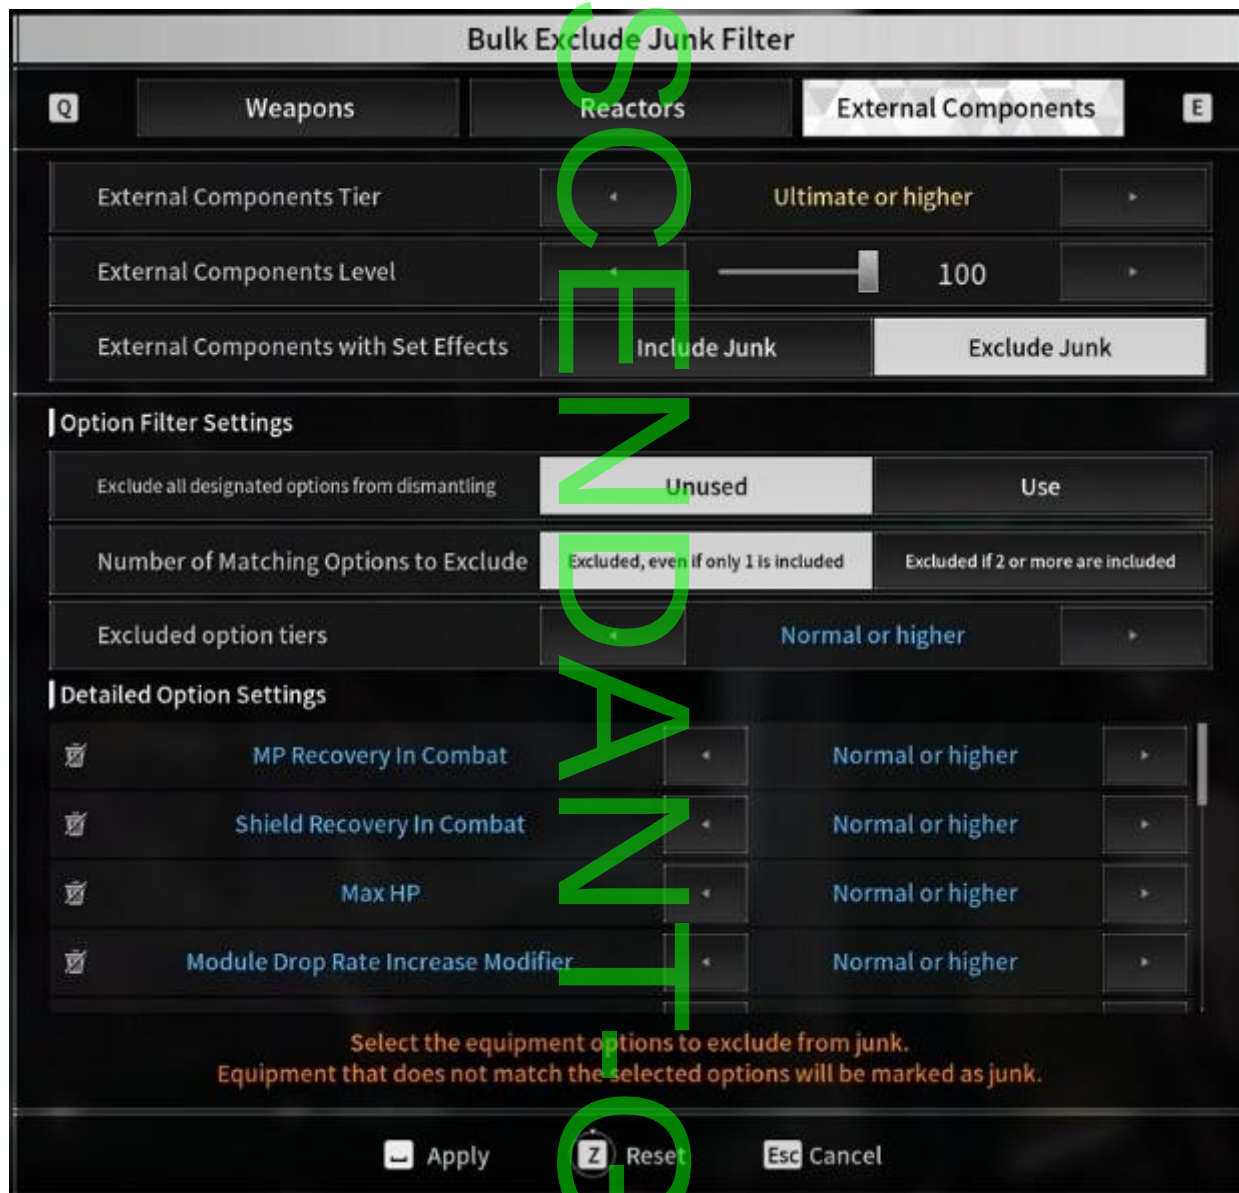 Bulk Exclude Junk Filter
Q Weapons Reactors External Components E
External Components Tier Ultimate or higher
External Components Level 100
External Components with Set Effects Include Junk Exclude Junk
Option Filter Settings
Exclude all designated options from dismantling Unused Use
Number of Matching Options to Exclude Excluded, even if only 1 is included Excluded if 2 or more are included
Excluded option tiers Normal or higher
Detailed Option Settings
MP Recovery In Combat Normal or higher
Shield Recovery In Combat Normal or higher
Max HP Normal or higher
Module Drop Rate Increase Modifier Normal or higher
Select the equipment options to exclude from junk.
Equipment that does not match the selected options will be marked as junk.
Apply Z Reset Esc Cancel
SCENDANT-G